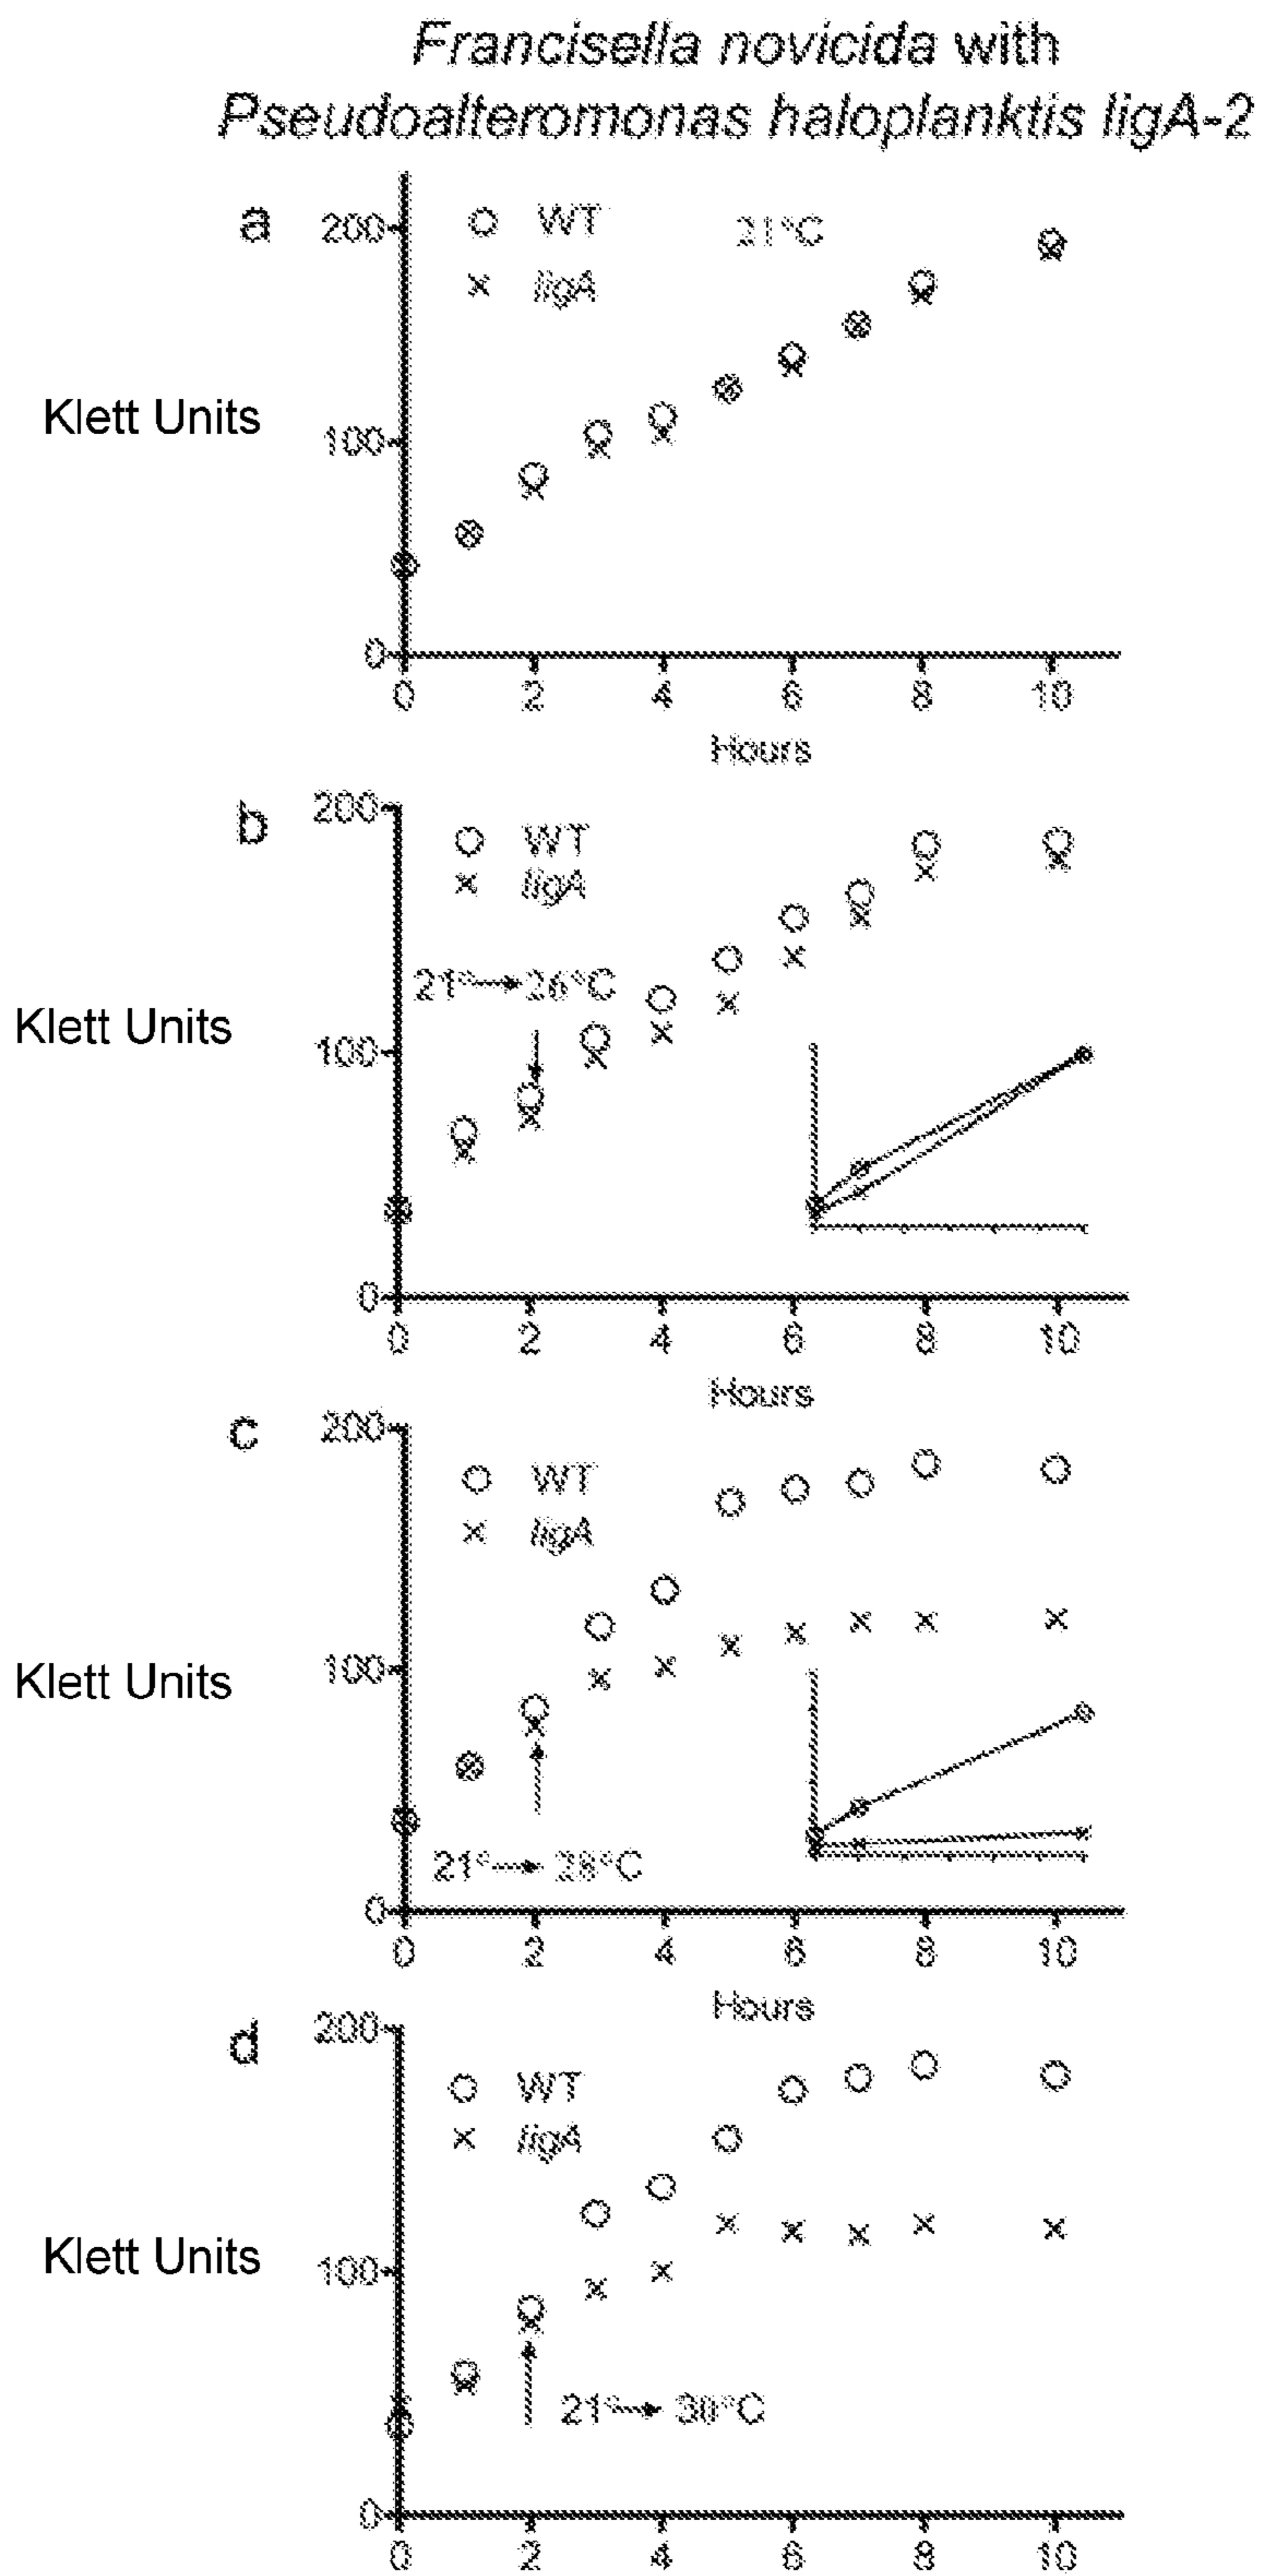 Francisella novicida with
Pseudoalteromonas haloplanktis ligA-2
a
200
WT
21°C
ligA
Klett Units
100
0
0 2 4 6 8 10
Hours
b
200
WT
ligA
21°→26°C
Klett Units
100
0
0 2 4 6 8 10
Hours
c
200
WT
ligA
Klett Units
100
21°→ 28°C
0
0 2 4 6 8 10
Hours
d
200
WT
ligA
Klett Units
100
21°→ 30°C
0
0 2 4 6 8 10